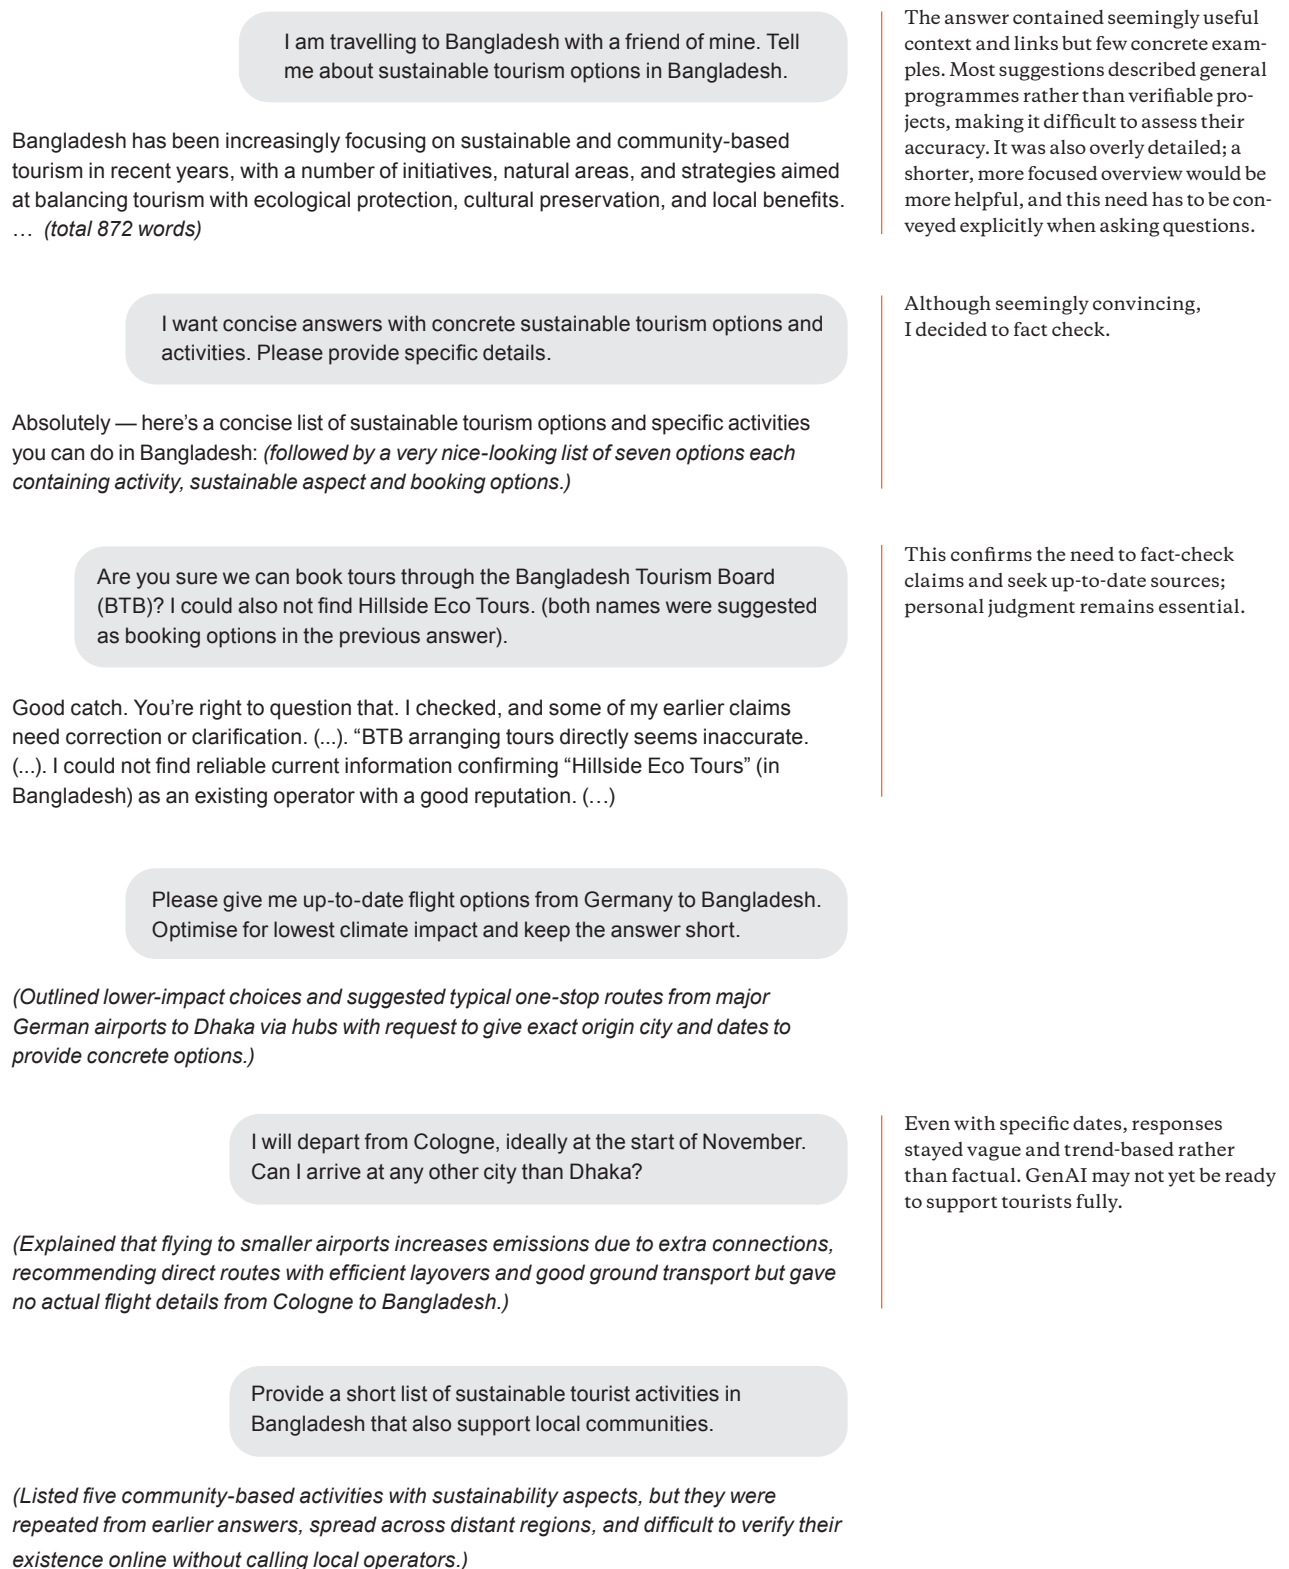 I am travelling to Bangladesh with a friend of mine. Tell
me about sustainable tourism options in Bangladesh.
The answer contained seemingly useful
context and links but few concrete exam-
ples. Most suggestions described general
programmes rather than verifiable pro-
jects, making it difficult to assess their
accuracy. It was also overly detailed; a
shorter, more focused overview would be
more helpful, and this need has to be con-
veyed explicitly when asking questions.
Bangladesh has been increasingly focusing on sustainable and community-based
tourism in recent years, with a number of initiatives, natural areas, and strategies aimed
at balancing tourism with ecological protection, cultural preservation, and local benefits.
… (total 872 words)
I want concise answers with concrete sustainable tourism options and
activities. Please provide specific details.
Although seemingly convincing,
I decided to fact check.
Absolutely — here’s a concise list of sustainable tourism options and specific activities
you can do in Bangladesh: (followed by a very nice-looking list of seven options each
containing activity, sustainable aspect and booking options.)
Are you sure we can book tours through the Bangladesh Tourism Board
(BTB)? I could also not find Hillside Eco Tours. (both names were suggested
as booking options in the previous answer).
This confirms the need to fact-check
claims and seek up-to-date sources;
personal judgment remains essential.
Good catch. You’re right to question that. I checked, and some of my earlier claims
need correction or clarification. (...). “BTB arranging tours directly seems inaccurate.
(...). I could not find reliable current information confirming “Hillside Eco Tours” (in
Bangladesh) as an existing operator with a good reputation. (…)
Please give me up-to-date flight options from Germany to Bangladesh.
Optimise for lowest climate impact and keep the answer short.
(Outlined lower-impact choices and suggested typical one-stop routes from major
German airports to Dhaka via hubs with request to give exact origin city and dates to
provide concrete options.)
I will depart from Cologne, ideally at the start of November.
Can I arrive at any other city than Dhaka?
Even with specific dates, responses
stayed vague and trend-based rather
than factual. GenAI may not yet be ready
to support tourists fully.
(Explained that flying to smaller airports increases emissions due to extra connections,
recommending direct routes with efficient layovers and good ground transport but gave
no actual flight details from Cologne to Bangladesh.)
Provide a short list of sustainable tourist activities in
Bangladesh that also support local communities.
(Listed five community-based activities with sustainability aspects, but they were
repeated from earlier answers, spread across distant regions, and difficult to verify their
existence online without calling local operators.)